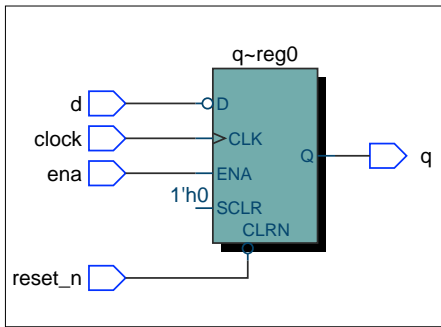 q~reg0
d
D
clock
CLK
Q
q
ena
ENA
1'h0
SCLR
CLRN
reset_n